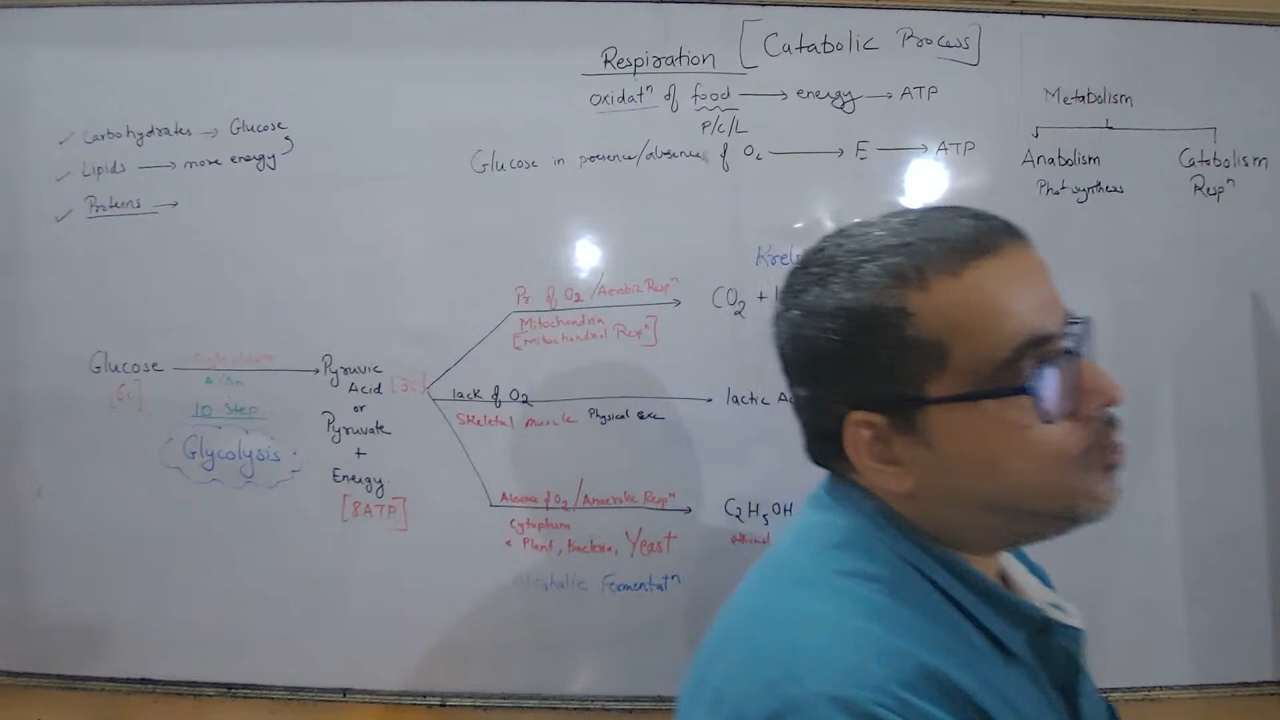 Respiration [Catabolic Process]
Oxidatⁿ of food → energy → ATP
P/C/L
Glucose in presence/absence of O₂ → E → ATP
Metabolism
Anabolism
Photosynthesis
Catabolism
Respⁿ
✓ Carbohydrates → Glucose
✓ Lipids → more energy
✓ Proteins →
Glucose
[6C]
10 Step
Glycolysis
Pyruvic
Acid [3C]
or
Pyruvate
+
Energy
[8ATP]
Pr. of O₂/Aerobic Respⁿ
Mitochondria
[mitochondrial Respⁿ]
CO₂ +
lack of O₂
Skeletal muscle Physical exc
lactic
Absence of O₂/Anaerobic Respⁿ
Cytoplasm
* Plant, Bacteria, Yeast
Alcoholic Fermentatⁿ
C₂H₅OH
ethanol